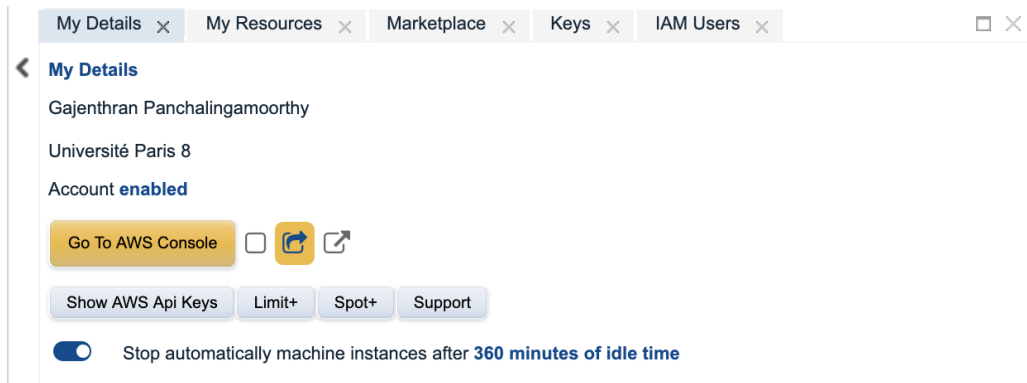 My Details My Resources Marketplace Keys IAM Users
My Details
Gajenthran Panchalingamoorthy
Université Paris 8
Account enabled
Go To AWS Console
Show AWS Api Keys Limit+ Spot+ Support
Stop automatically machine instances after 360 minutes of idle time